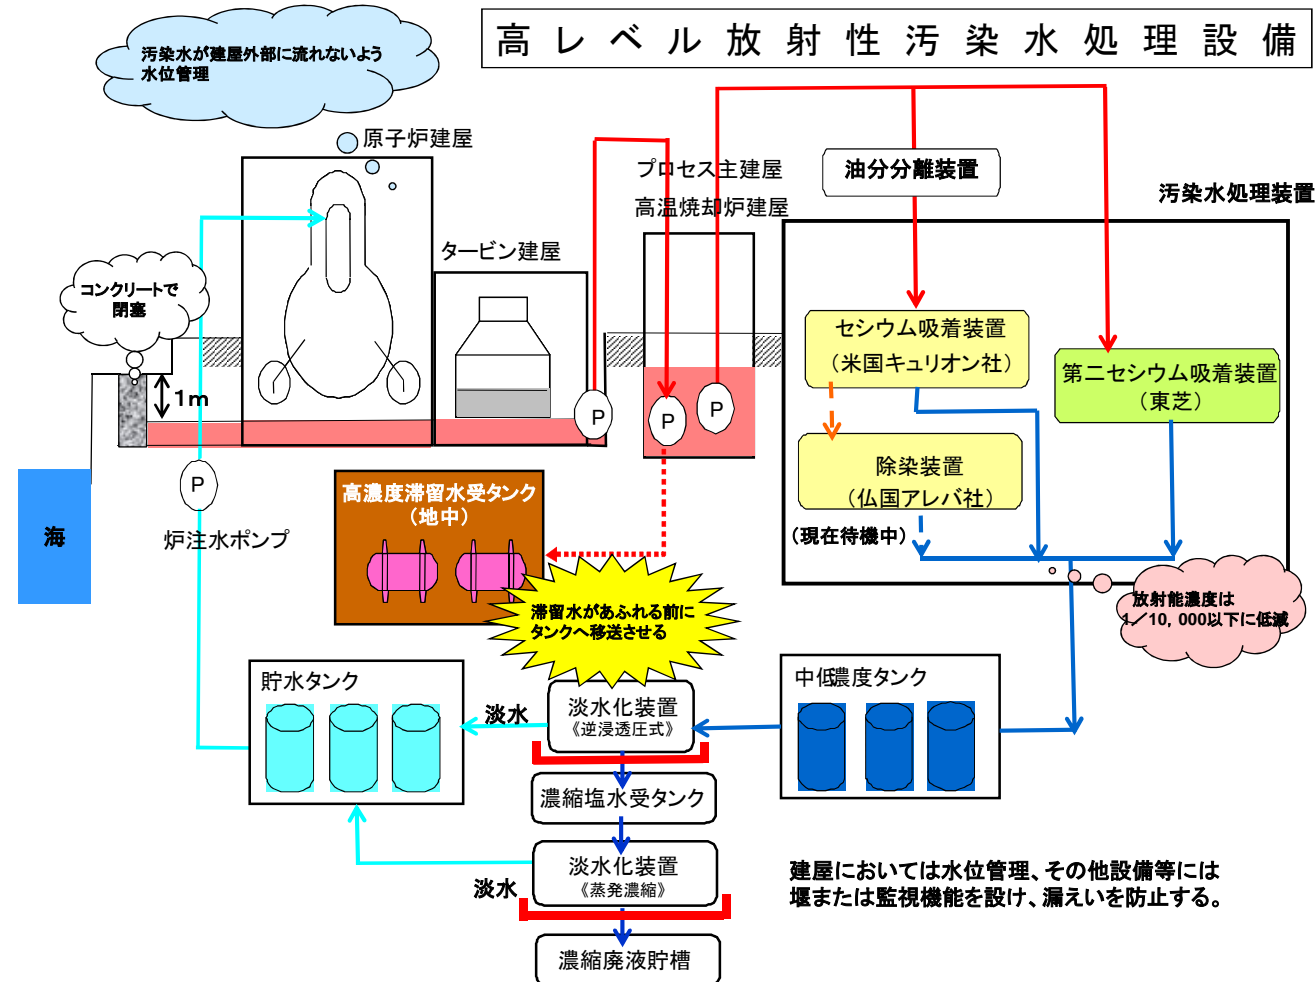 高レベル放射性汚染水処理設備
汚染水が建屋外部に流れないよう
水位管理
原子炉建屋
プロセス主建屋
高温焼却炉建屋
油分分離装置
汚染水処理装置
タービン建屋
コンクリートで
閉塞
1m
セシウム吸着装置
（米国キュリオン社）
第二セシウム吸着装置
（東芝）
P
P
P
除染装置
（仏国アレバ社）
（現在待機中）
P
炉注水ポンプ
海
高濃度滞留水受タンク
（地中）
滞留水があふれる前に
タンクへ移送させる
放射能濃度は
1／10，000以下に低減
貯水タンク
淡水
淡水化装置
《逆浸透圧式》
中低濃度タンク
濃縮塩水受タンク
淡水化装置
《蒸発濃縮》
淡水
濃縮廃液貯槽
建屋においては水位管理、その他設備等には
堰または監視機能を設け、漏えいを防止する。